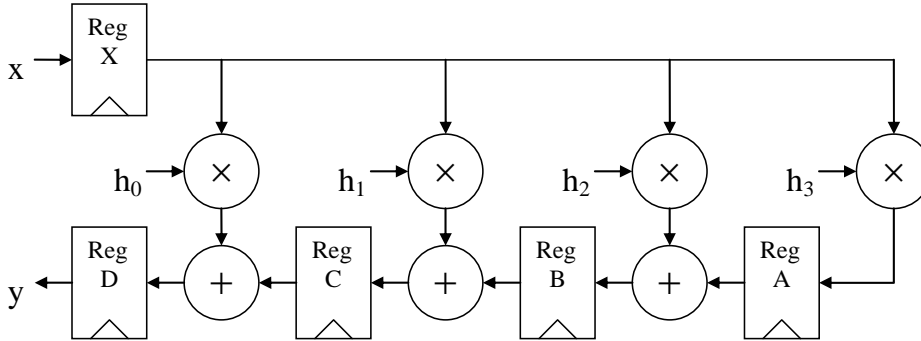 Reg
X
x
× × × ×
h0 h1 h2 h3
Reg Reg Reg Reg
D + C + B + A
y